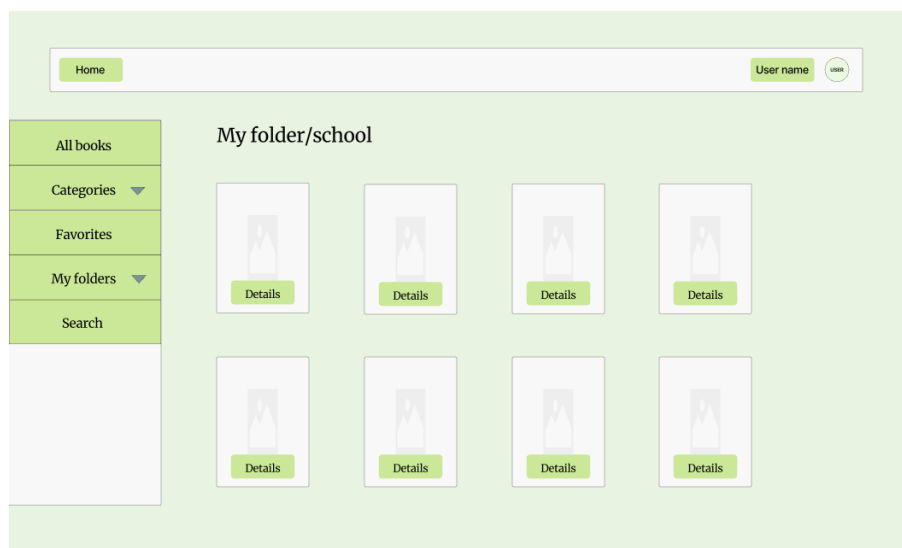 Home
User name
USER
All books
Categories
Favorites
My folders
Search
My folder/school
Details
Details
Details
Details
Details
Details
Details
Details